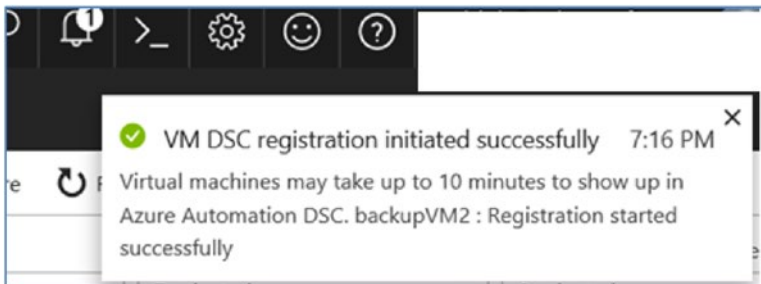 1
VM DSC registration initiated successfully 7:16 PM
Virtual machines may take up to 10 minutes to show up in
Azure Automation DSC. backupVM2 : Registration started
successfully